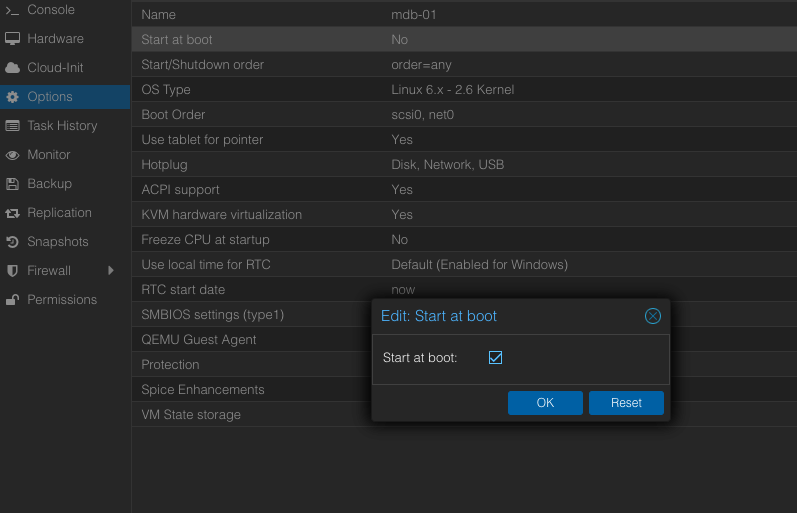 Console
Hardware
Cloud-Init
Options
Task History
Monitor
Backup
Replication
Snapshots
Firewall
Permissions
Name mdb-01
Start at boot No
Start/Shutdown order order=any
OS Type Linux 6.x - 2.6 Kernel
Boot Order scsi0, net0
Use tablet for pointer Yes
Hotplug Disk, Network, USB
ACPI support Yes
KVM hardware virtualization Yes
Freeze CPU at startup No
Use local time for RTC Default (Enabled for Windows)
RTC start date now
SMBIOS settings (type1)
QEMU Guest Agent
Protection
Spice Enhancements
VM State storage
Edit: Start at boot
Start at boot:
OK Reset